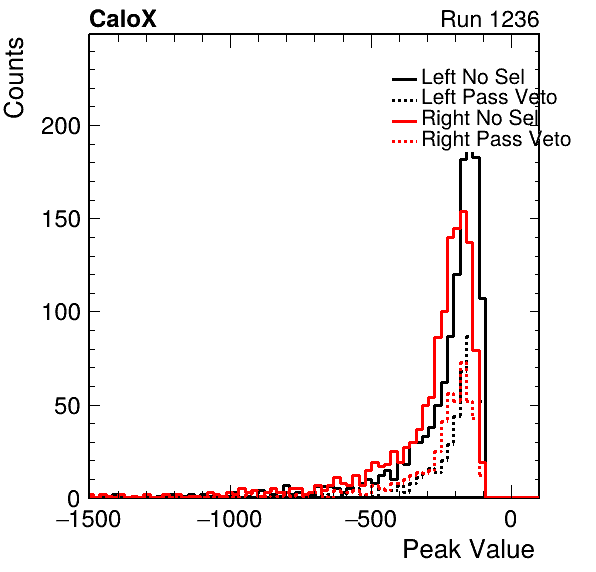 CaloX Run 1236
Counts
Left No Sel
Left Pass Veto
Right No Sel
Right Pass Veto
200
150
100
50
0
−1500 −1000 −500 0
Peak Value